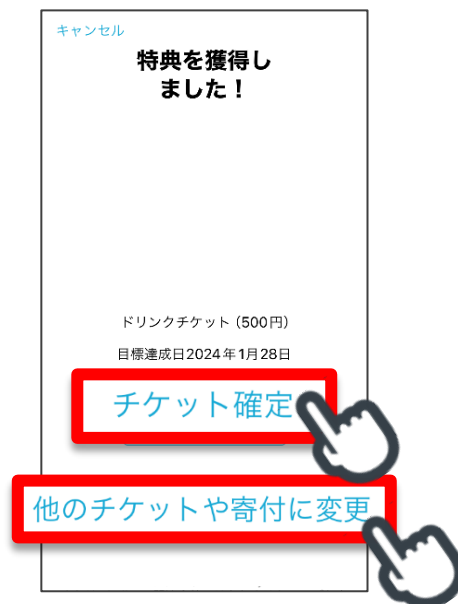 キャンセル
特典を獲得し
ました！
ドリンクチケット（500円）
目標達成日2024年1月28日
チケット確定
他のチケットや寄付に変更